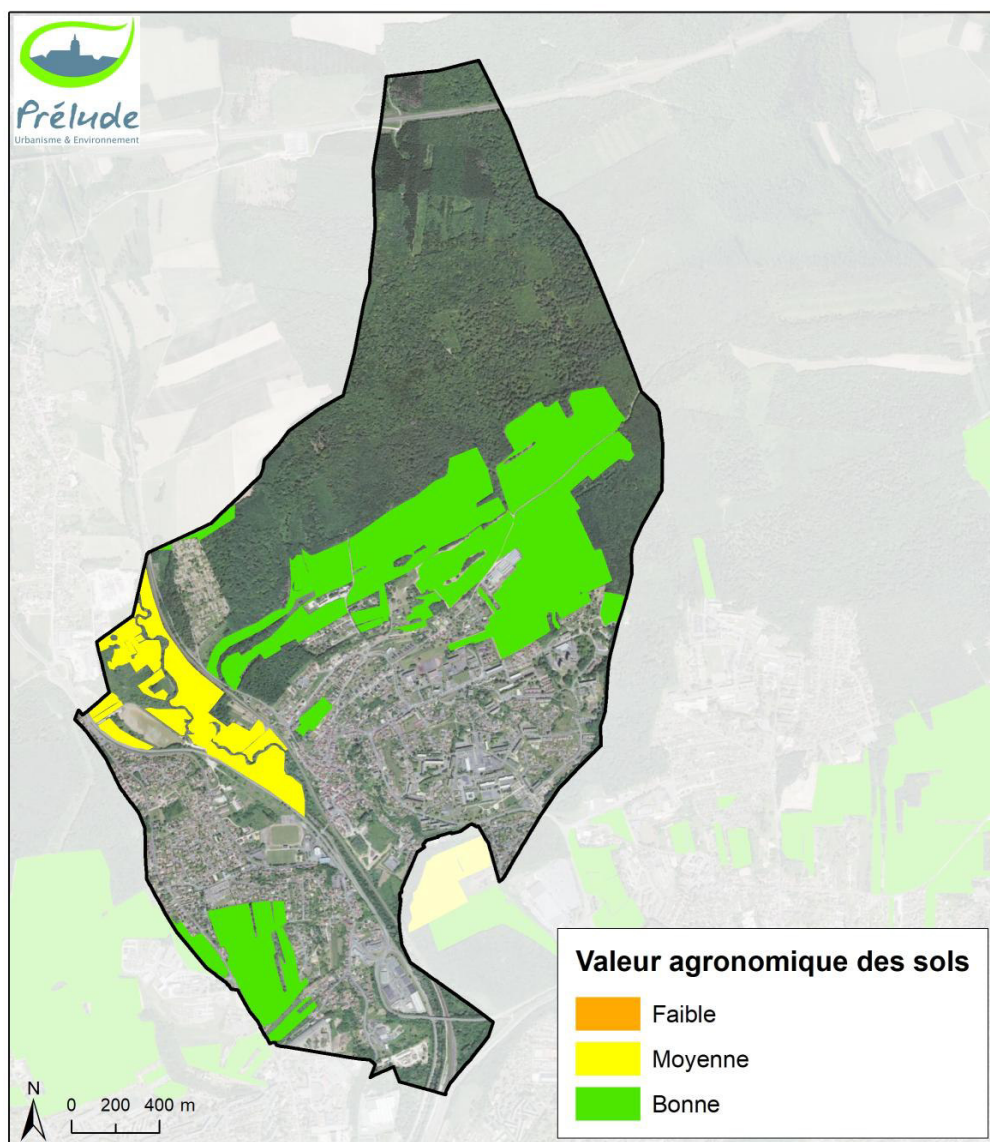 Prélude
Urbanisme & Environnement
Valeur agronomique des sols
Faible
Moyenne
Bonne
N
0 200 400 m